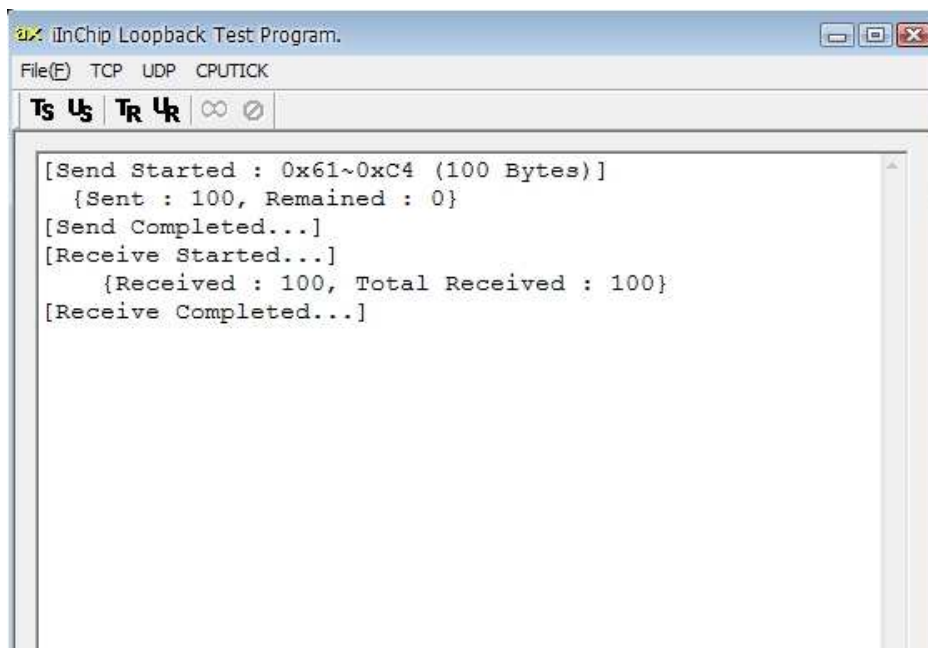 ax iInChip Loopback Test Program.
File(F) TCP UDP CPUTICK
TS US TR UR
[Send Started : 0x61~0xC4 (100 Bytes)]
{Sent : 100, Remained : 0}
[Send Completed...]
[Receive Started...]
{Received : 100, Total Received : 100}
[Receive Completed...]